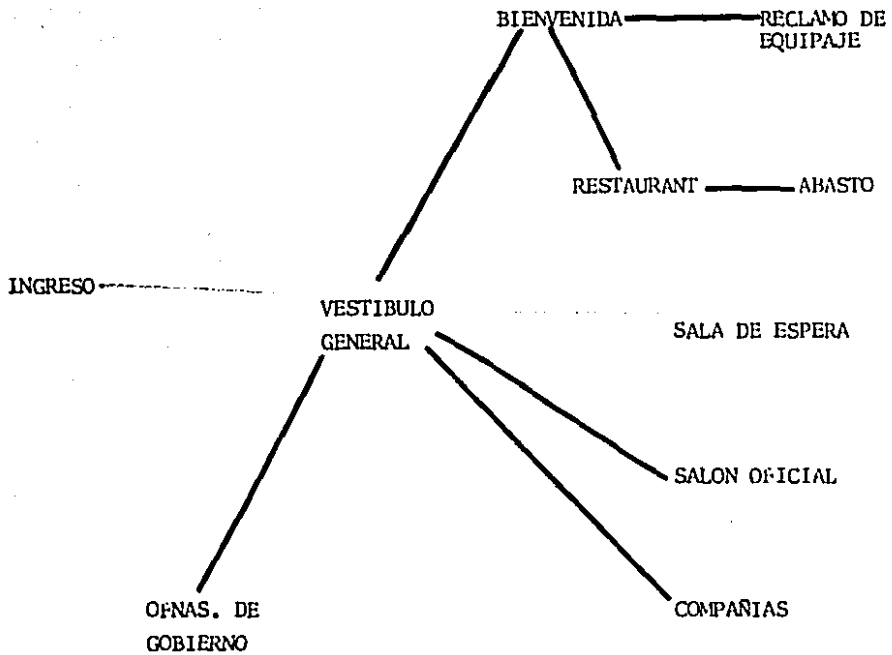 BIENVENIDA
RECLAMO DE
EQUIPAJE
RESTAURANT
ABASTO
INGRESO
VESTIBULO
GENERAL
SALA DE ESPERA
SALON OFICIAL
OFNAS. DE
GOBIERNO
COMPAÑIAS